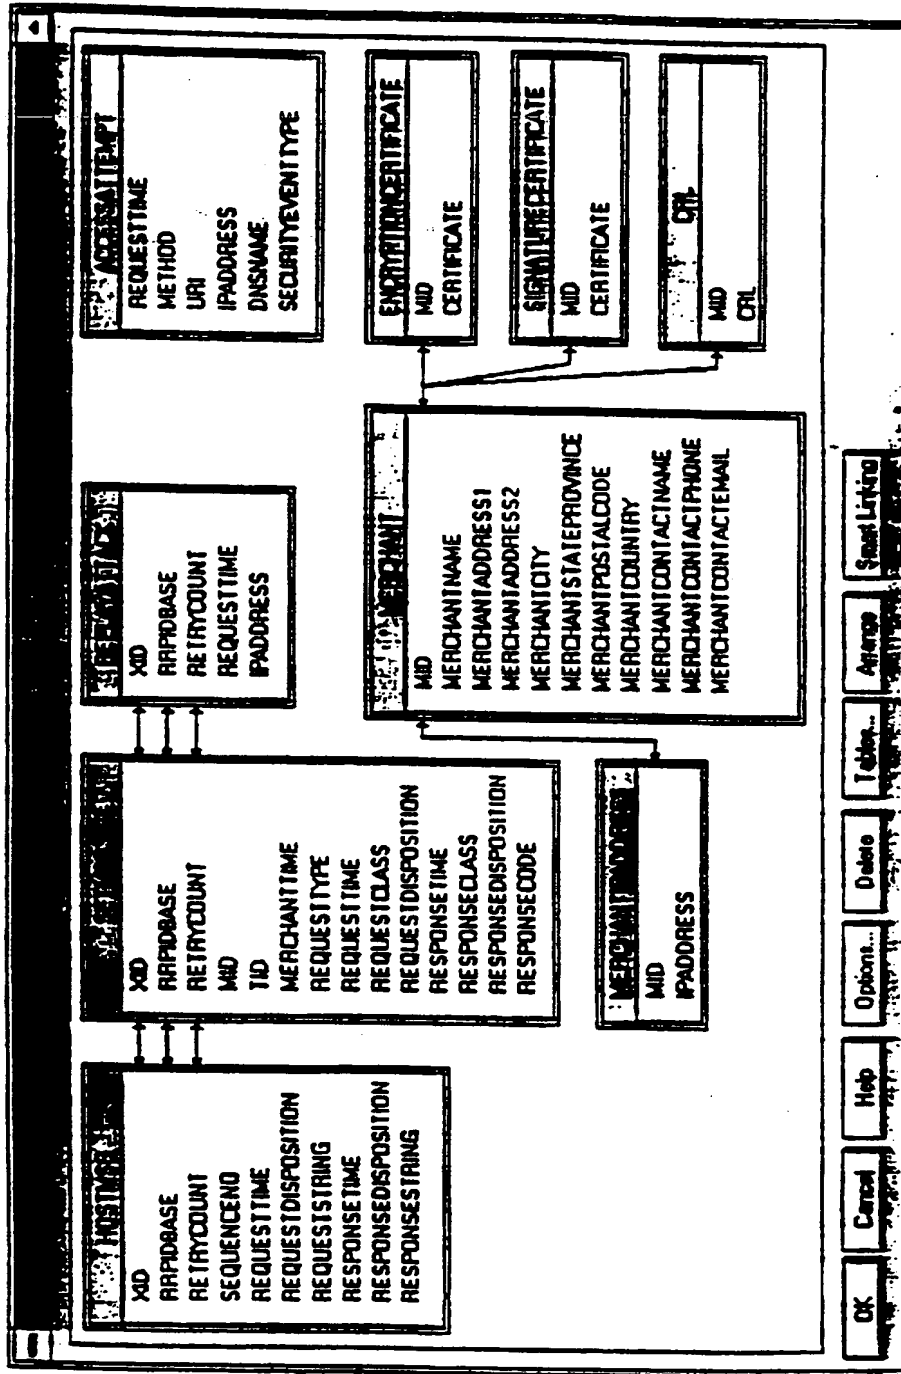 HOSTMSG
XID
RRPIDBASE
RETRYCOUNT
SEQUENCENO
REQUESTTIME
REQUESTDISPOSITION
REQUESTSTRING
RESPONSETIME
RESPONSEDISPOSITION
RESPONSESTRING
XID
RRPIDBASE
RETRYCOUNT
MID
TID
MERCHANTTIME
REQUESTTYPE
REQUESTTIME
REQUESTCLASS
REQUESTDISPOSITION
RESPONSETIME
RESPONSECLASS
RESPONSEDISPOSITION
RESPONSECODE
REPLAYATTACK
XID
RRPIDBASE
RETRYCOUNT
REQUESTTIME
IPADDRESS
ACCESSATTEMPT
REQUESTTIME
METHOD
URI
IPADDRESS
DNSNAME
SECURITYEVENTTYPE
MERCHANTIPADDRESS
MID
IPADDRESS
MERCHANT
MID
MERCHANTNAME
MERCHANTADDRESS1
MERCHANTADDRESS2
MERCHANTCITY
MERCHANTSTATEPROVINCE
MERCHANTPOSTALCODE
MERCHANTCOUNTRY
MERCHANTCONTACTNAME
MERCHANTCONTACTPHONE
MERCHANTCONTACTEMAIL
ENCRYPTIONCERTIFICATE
MID
CERTIFICATE
SIGNATURECERTIFICATE
MID
CERTIFICATE
CRL
MID
CRL
OK
Cancel
Help
Options...
Delete
Tables...
Arrange
Smart Linking